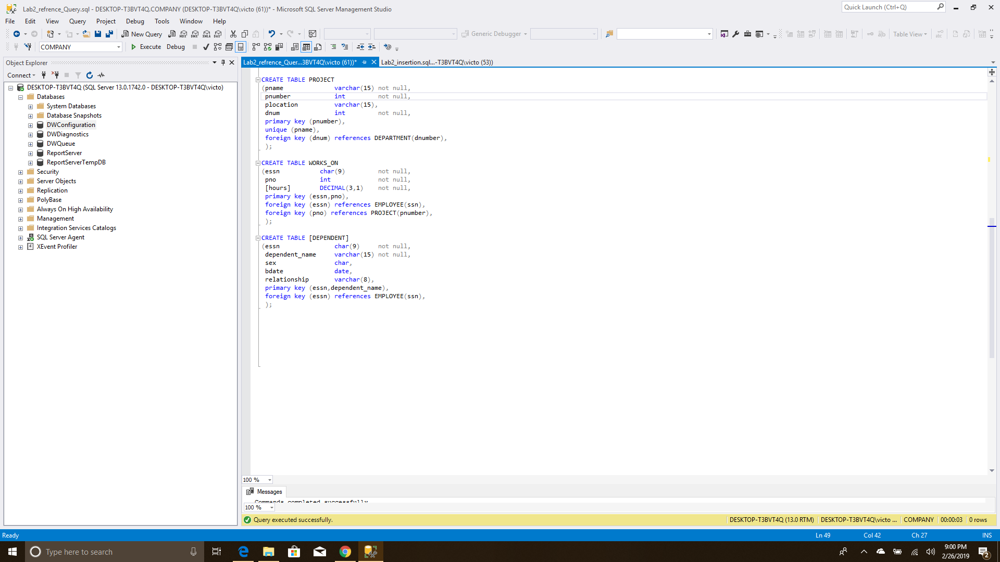 Lab2_refrence_Query.sql - DESKTOP-T3BVT4Q.COMPANY (DESKTOP-T3BVT4Q\victo (61))* - Microsoft SQL Server Management Studio
Quick Launch (Ctrl+Q)
File Edit View Query Project Debug Tools Window Help
New Query
MDX DMX XMLA DAX
Generic Debugger
Table View
COMPANY
Execute Debug
Object Explorer
Lab2_refrence_Quer...3BVT4Q\victo (61))*
Lab2_insertion.sql...-T3BVT4Q\victo (53))
Connect
DESKTOP-T3BVT4Q (SQL Server 13.0.1742.0 - DESKTOP-T3BVT4Q\victo)
Databases
System Databases
Database Snapshots
DWConfiguration
DWDiagnostics
DWQueue
ReportServer
ReportServerTempDB
Security
Server Objects
Replication
PolyBase
Always On High Availability
Management
Integration Services Catalogs
SQL Server Agent
XEvent Profiler
CREATE TABLE PROJECT
(pname varchar(15) not null,
pnumber int not null,
plocation varchar(15),
dnum int not null,
primary key (pnumber),
unique (pname),
foreign key (dnum) references DEPARTMENT(dnumber),
);
CREATE TABLE WORKS_ON
(essn char(9) not null,
pno int not null,
[hours] DECIMAL(3,1) not null,
primary key (essn,pno),
foreign key (essn) references EMPLOYEE(ssn),
foreign key (pno) references PROJECT(pnumber),
);
CREATE TABLE [DEPENDENT]
(essn char(9) not null,
dependent_name varchar(15) not null,
sex char,
bdate date,
relationship varchar(8),
primary key (essn,dependent_name),
foreign key (essn) references EMPLOYEE(ssn),
);
100 %
Messages
Commands completed successfully
100 %
Query executed successfully.
DESKTOP-T3BVT4Q (13.0 RTM) DESKTOP-T3BVT4Q\victo ... COMPANY 00:00:03 0 rows
Ready
Ln 49 Col 42 Ch 27 INS
Type here to search
9:00 PM
2/26/2019
2